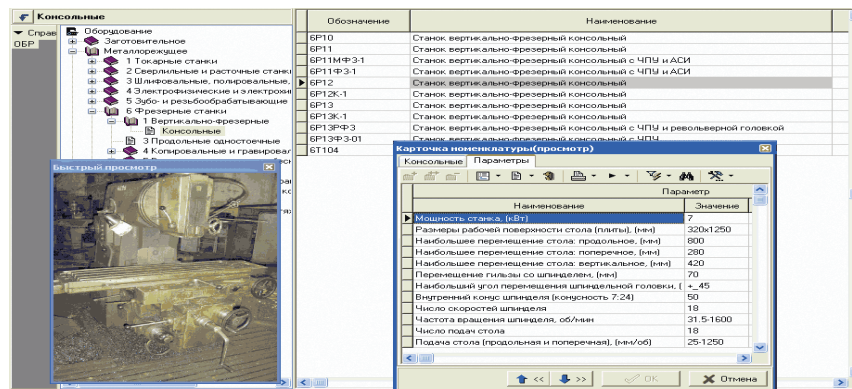 Консольные
Справ
ОБР
Оборудование
Заготовительное
Металлорежущее
1 Токарные станки
2 Сверлильные и расточные станки
3 Шлифовальные, полировальные,
4 Электрофизические и электрохим
5 Зубо- и резьбообрабатывающие
6 Фрезерные станки
1 Вертикально-фрезерные
Консольные
3 Продольные одностоечные
4 Копировальные и гравировал
Быстрый просмотр
Обозначение Наименование
6Р10 Станок вертикально-фрезерный консольный
6Р11 Станок вертикально-фрезерный консольный
6Р11МФ3-1 Станок вертикально-фрезерный консольный с ЧПУ и АСИ
6Р11Ф3-1 Станок вертикально-фрезерный консольный с ЧПУ и АСИ
6Р12 Станок вертикально-фрезерный консольный
6Р12К-1 Станок вертикально-фрезерный консольный
6Р13 Станок вертикально-фрезерный консольный
6Р13К-1 Станок вертикально-фрезерный консольный
6Р13РФ3 Станок вертикально-фрезерный консольный с ЧПУ и револьверной головкой
6Р13Ф3-01 Станок вертикально-фрезерный консольный с ЧПУ
6Т104
Карточка номенклатуры(просмотр)
Консольные Параметры
Параметр
Наименование Значение
Мощность станка, (кВт) 7
Размеры рабочей поверхности стола (плиты), (мм) 320х1250
Наибольшее перемещение стола: продольное, (мм) 800
Наибольшее перемещение стола: поперечное, (мм) 280
Наибольшее перемещение стола: вертикальное, (мм) 420
Перемещение гильзы со шпинделем, (мм) 70
Наибольший угол перемещения шпиндельной головки, ( +_45
Внутренний конус шпинделя (конусность 7:24) 50
Число скоростей шпинделя 18
Частота вращения шпинделя, об/мин 31.5-1600
Число подач стола 18
Подача стола (продольная и поперечная), (мм/об) 25-1250
<< >> OK Отмена